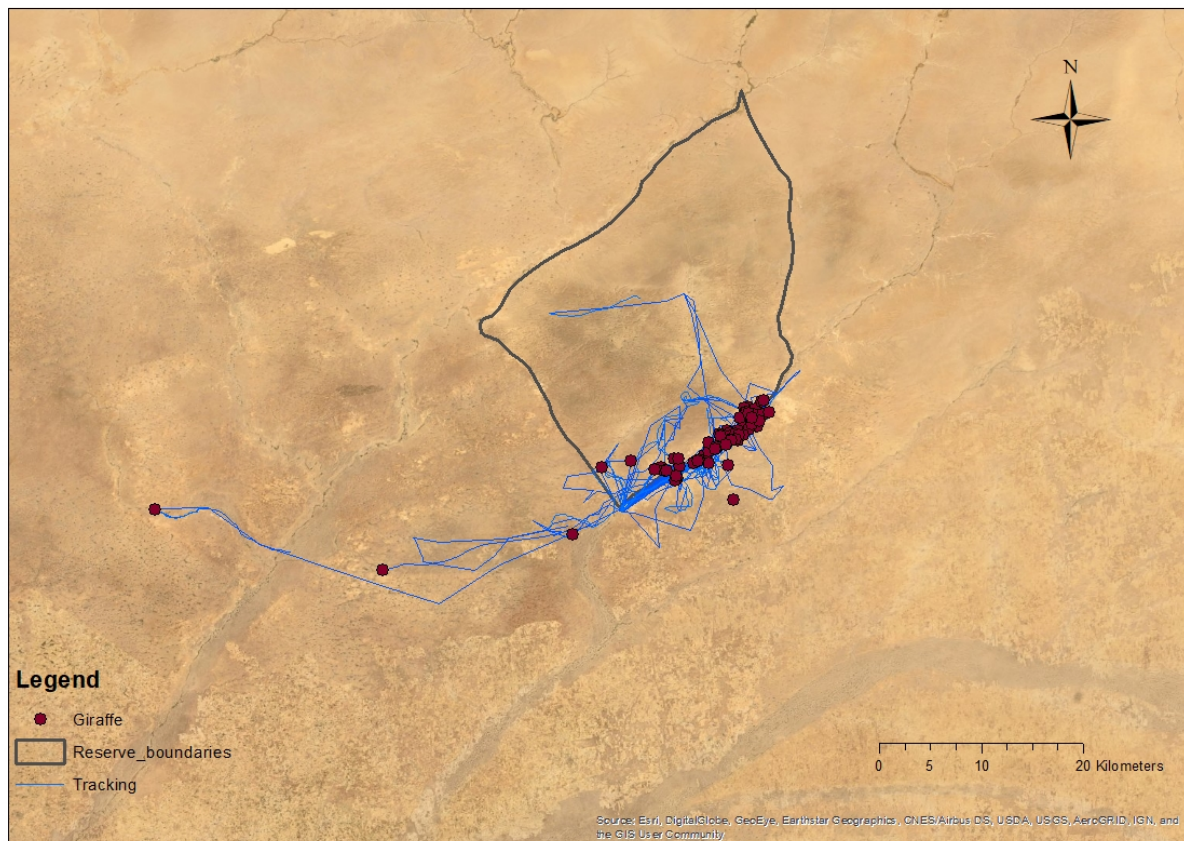 N
Legend
Giraffe
Reserve_boundaries
Tracking
0 5 10 20 Kilometers
Source: Esri, DigitalGlobe, GeoEye, Earthstar Geographics, CNES/Airbus DS, USDA, USGS, AeroGRID, IGN, and
the GIS User Community